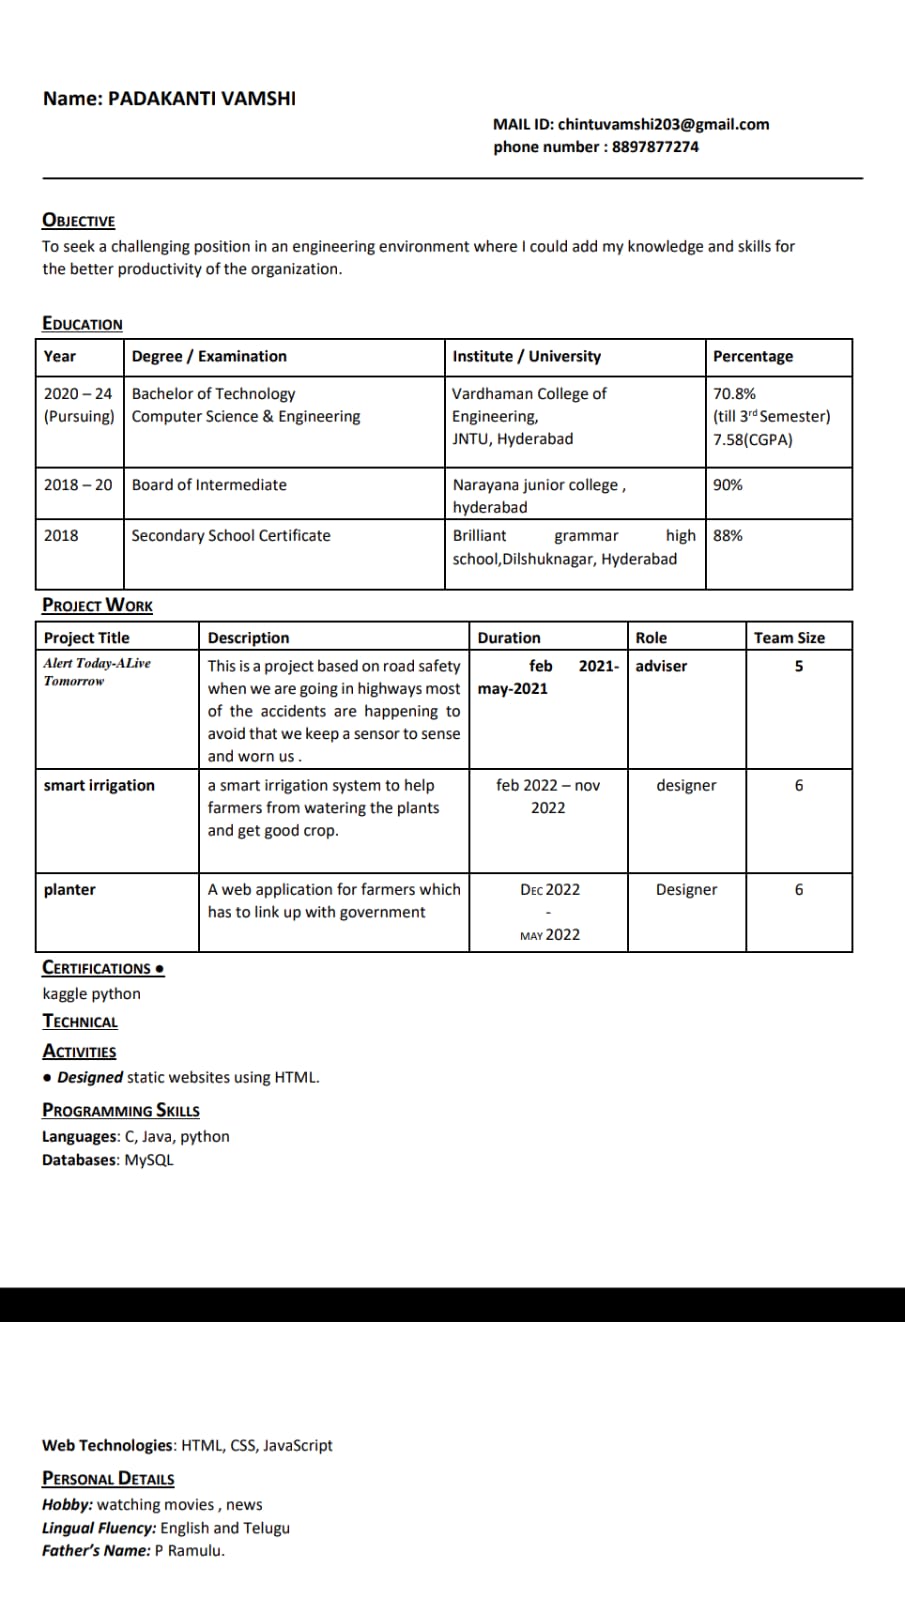 Name: PADAKANTI VAMSHI
MAIL ID: chintuvamshi203@gmail.com
phone number : 8897877274
OBJECTIVE
To seek a challenging position in an engineering environment where I could add my knowledge and skills for
the better productivity of the organization.
EDUCATION
Year Degree / Examination Institute / University Percentage
2020 – 24 Bachelor of Technology Vardhaman College of 70.8%
(Pursuing) Computer Science & Engineering Engineering, (till 3rd Semester)
JNTU, Hyderabad 7.58(CGPA)
2018 – 20 Board of Intermediate Narayana junior college , 90%
hyderabad
2018 Secondary School Certificate Brilliant grammar high 88%
school,Dilshuknagar, Hyderabad
PROJECT WORK
Project Title Description Duration Role Team Size
Alert Today-ALive This is a project based on road safety feb 2021- adviser 5
Tomorrow when we are going in highways most may-2021
of the accidents are happening to
avoid that we keep a sensor to sense
and worn us .
smart irrigation a smart irrigation system to help feb 2022 – nov designer 6
farmers from watering the plants 2022
and get good crop.
planter A web application for farmers which DEC 2022 Designer 6
has to link up with government -
MAY 2022
CERTIFICATIONS ●
kaggle python
TECHNICAL
ACTIVITIES
● Designed static websites using HTML.
PROGRAMMING SKILLS
Languages: C, Java, python
Databases: MySQL
Web Technologies: HTML, CSS, JavaScript
PERSONAL DETAILS
Hobby: watching movies , news
Lingual Fluency: English and Telugu
Father’s Name: P Ramulu.